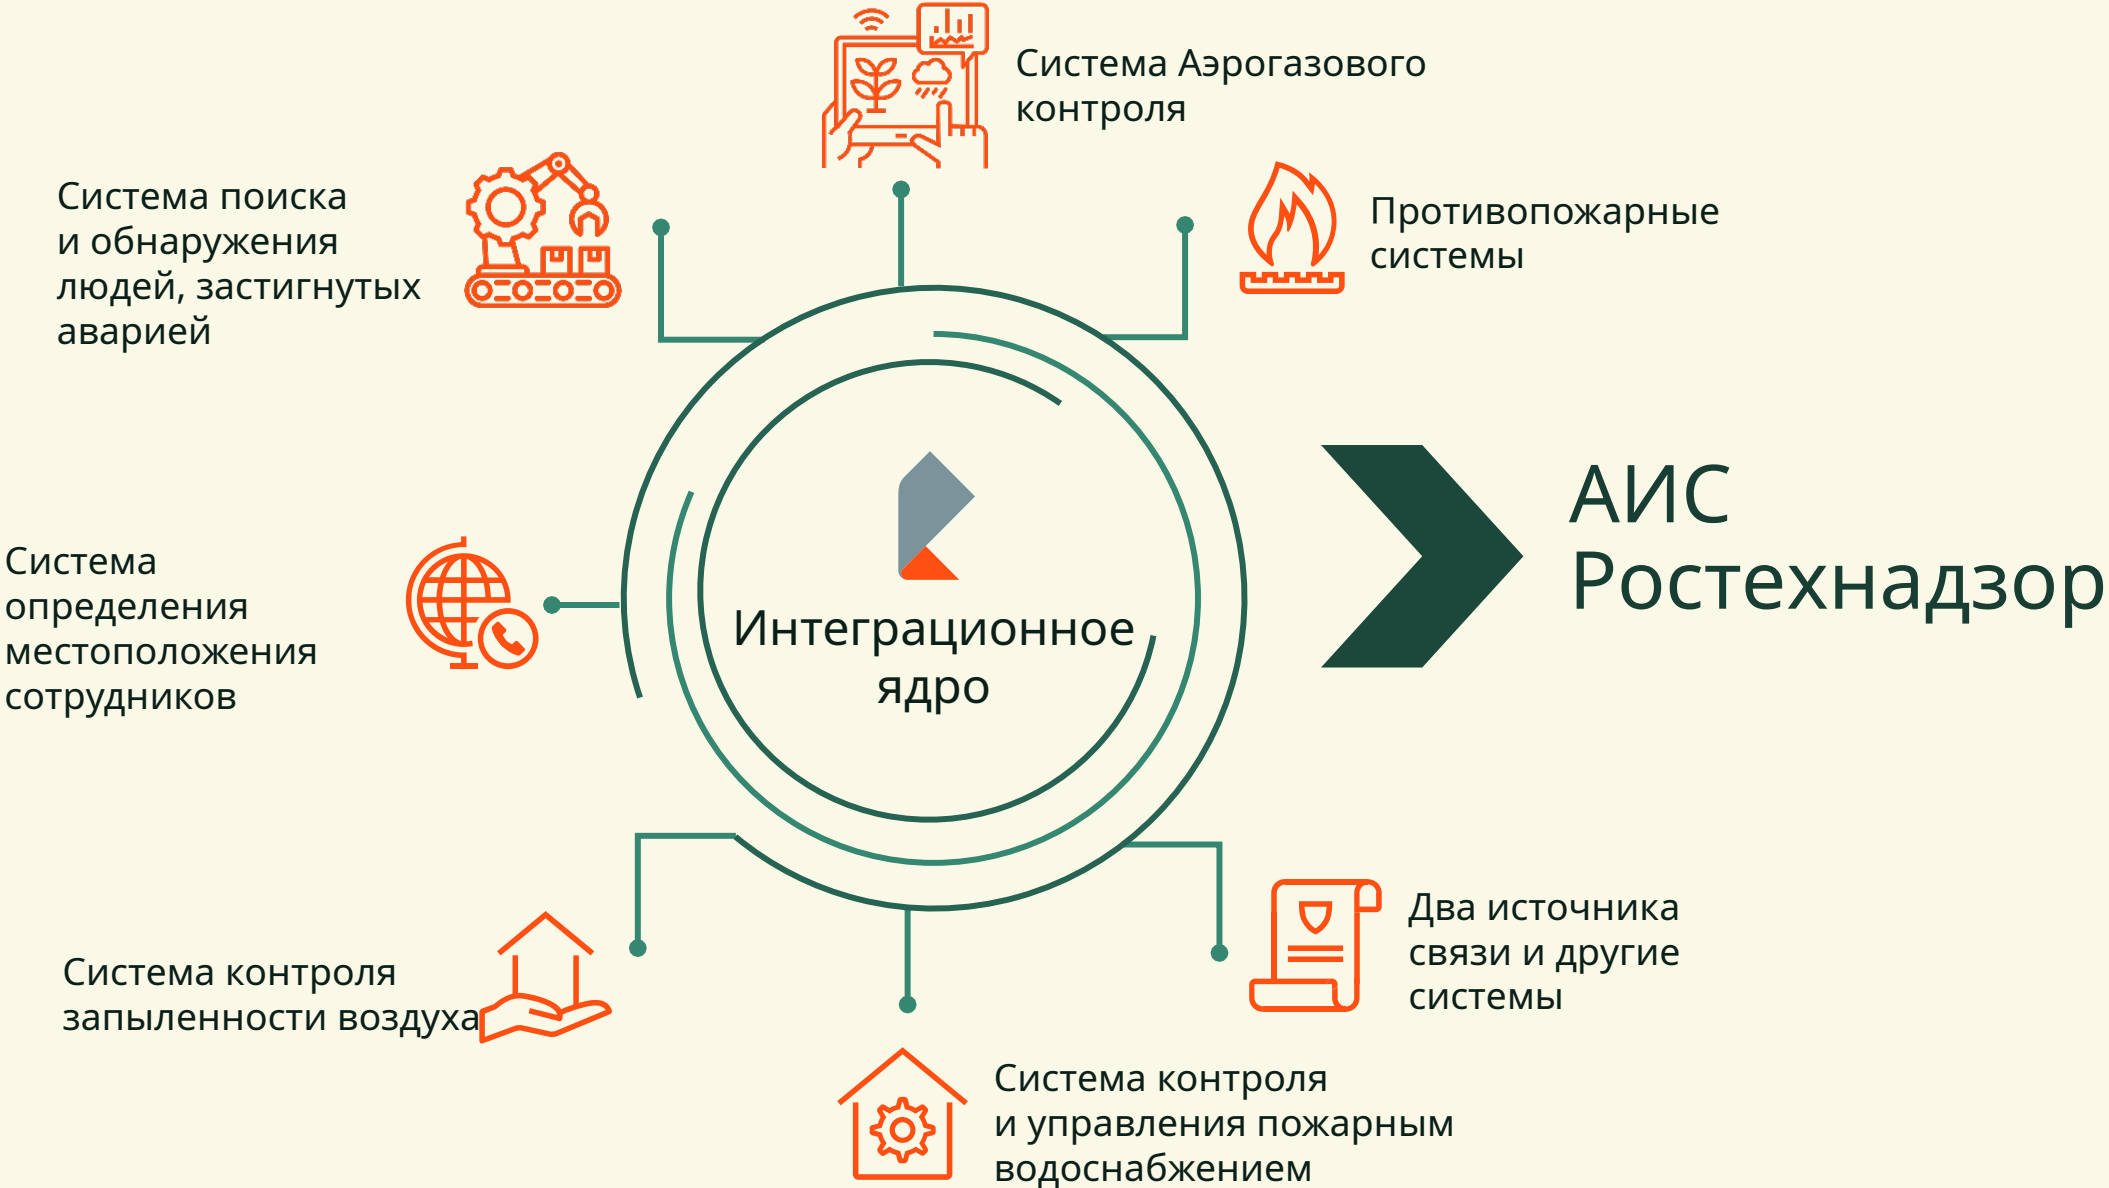 Система Аэрогазового
контроля
Система поиска
и обнаружения
людей, застигнутых
аварией
Противопожарные
системы
АИС
Ростехнадзор
Система
определения
местоположения
сотрудников
Интеграционное
ядро
Два источника
связи и другие
системы
Система контроля
запыленности воздуха
Система контроля
и управления пожарным
водоснабжением